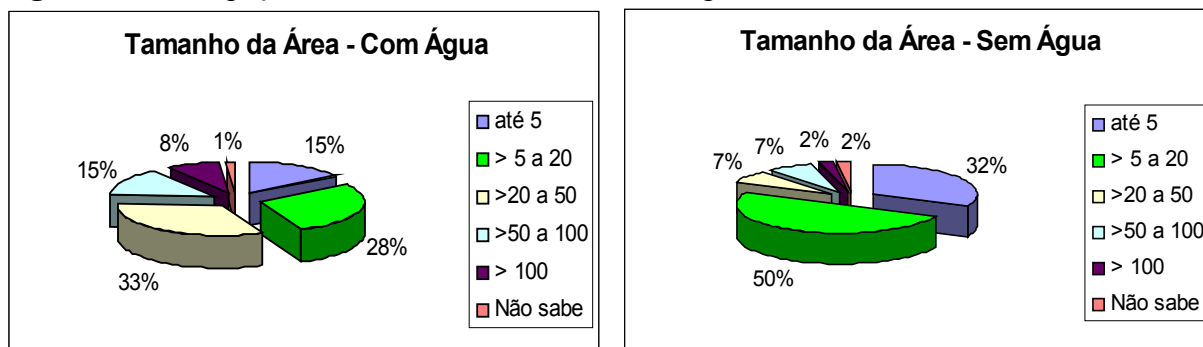 Tamanho da Área - Com Água
15%
28%
33%
15%
8%
1%
até 5
> 5 a 20
>20 a 50
>50 a 100
> 100
Não sabe
Tamanho da Área - Sem Água
32%
50%
7%
7%
2%
2%
até 5
> 5 a 20
>20 a 50
>50 a 100
> 100
Não sabe